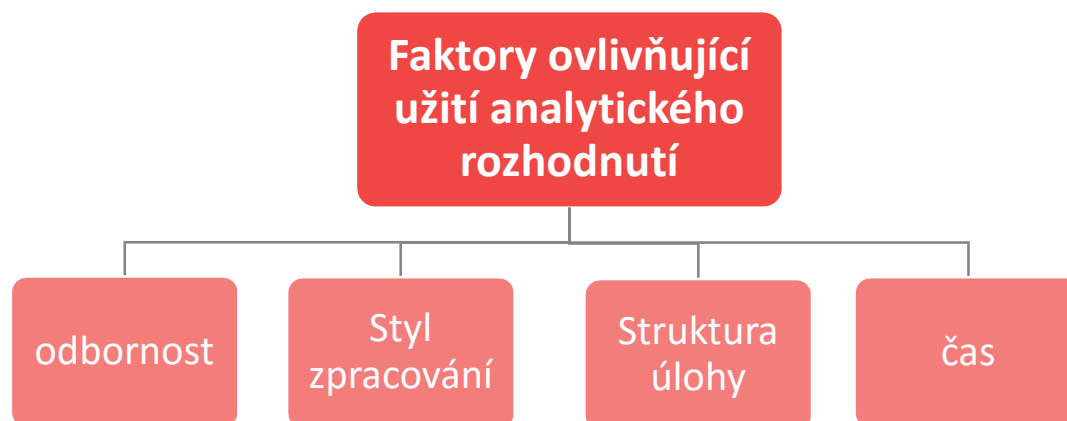 Faktory ovlivňující
užití analytického
rozhodnutí
odbornost
Styl
zpracování
Struktura
úlohy
čas